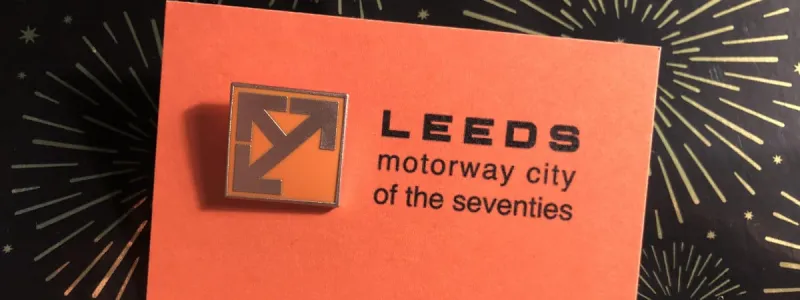 LEEDS
motorway city
of the seventies